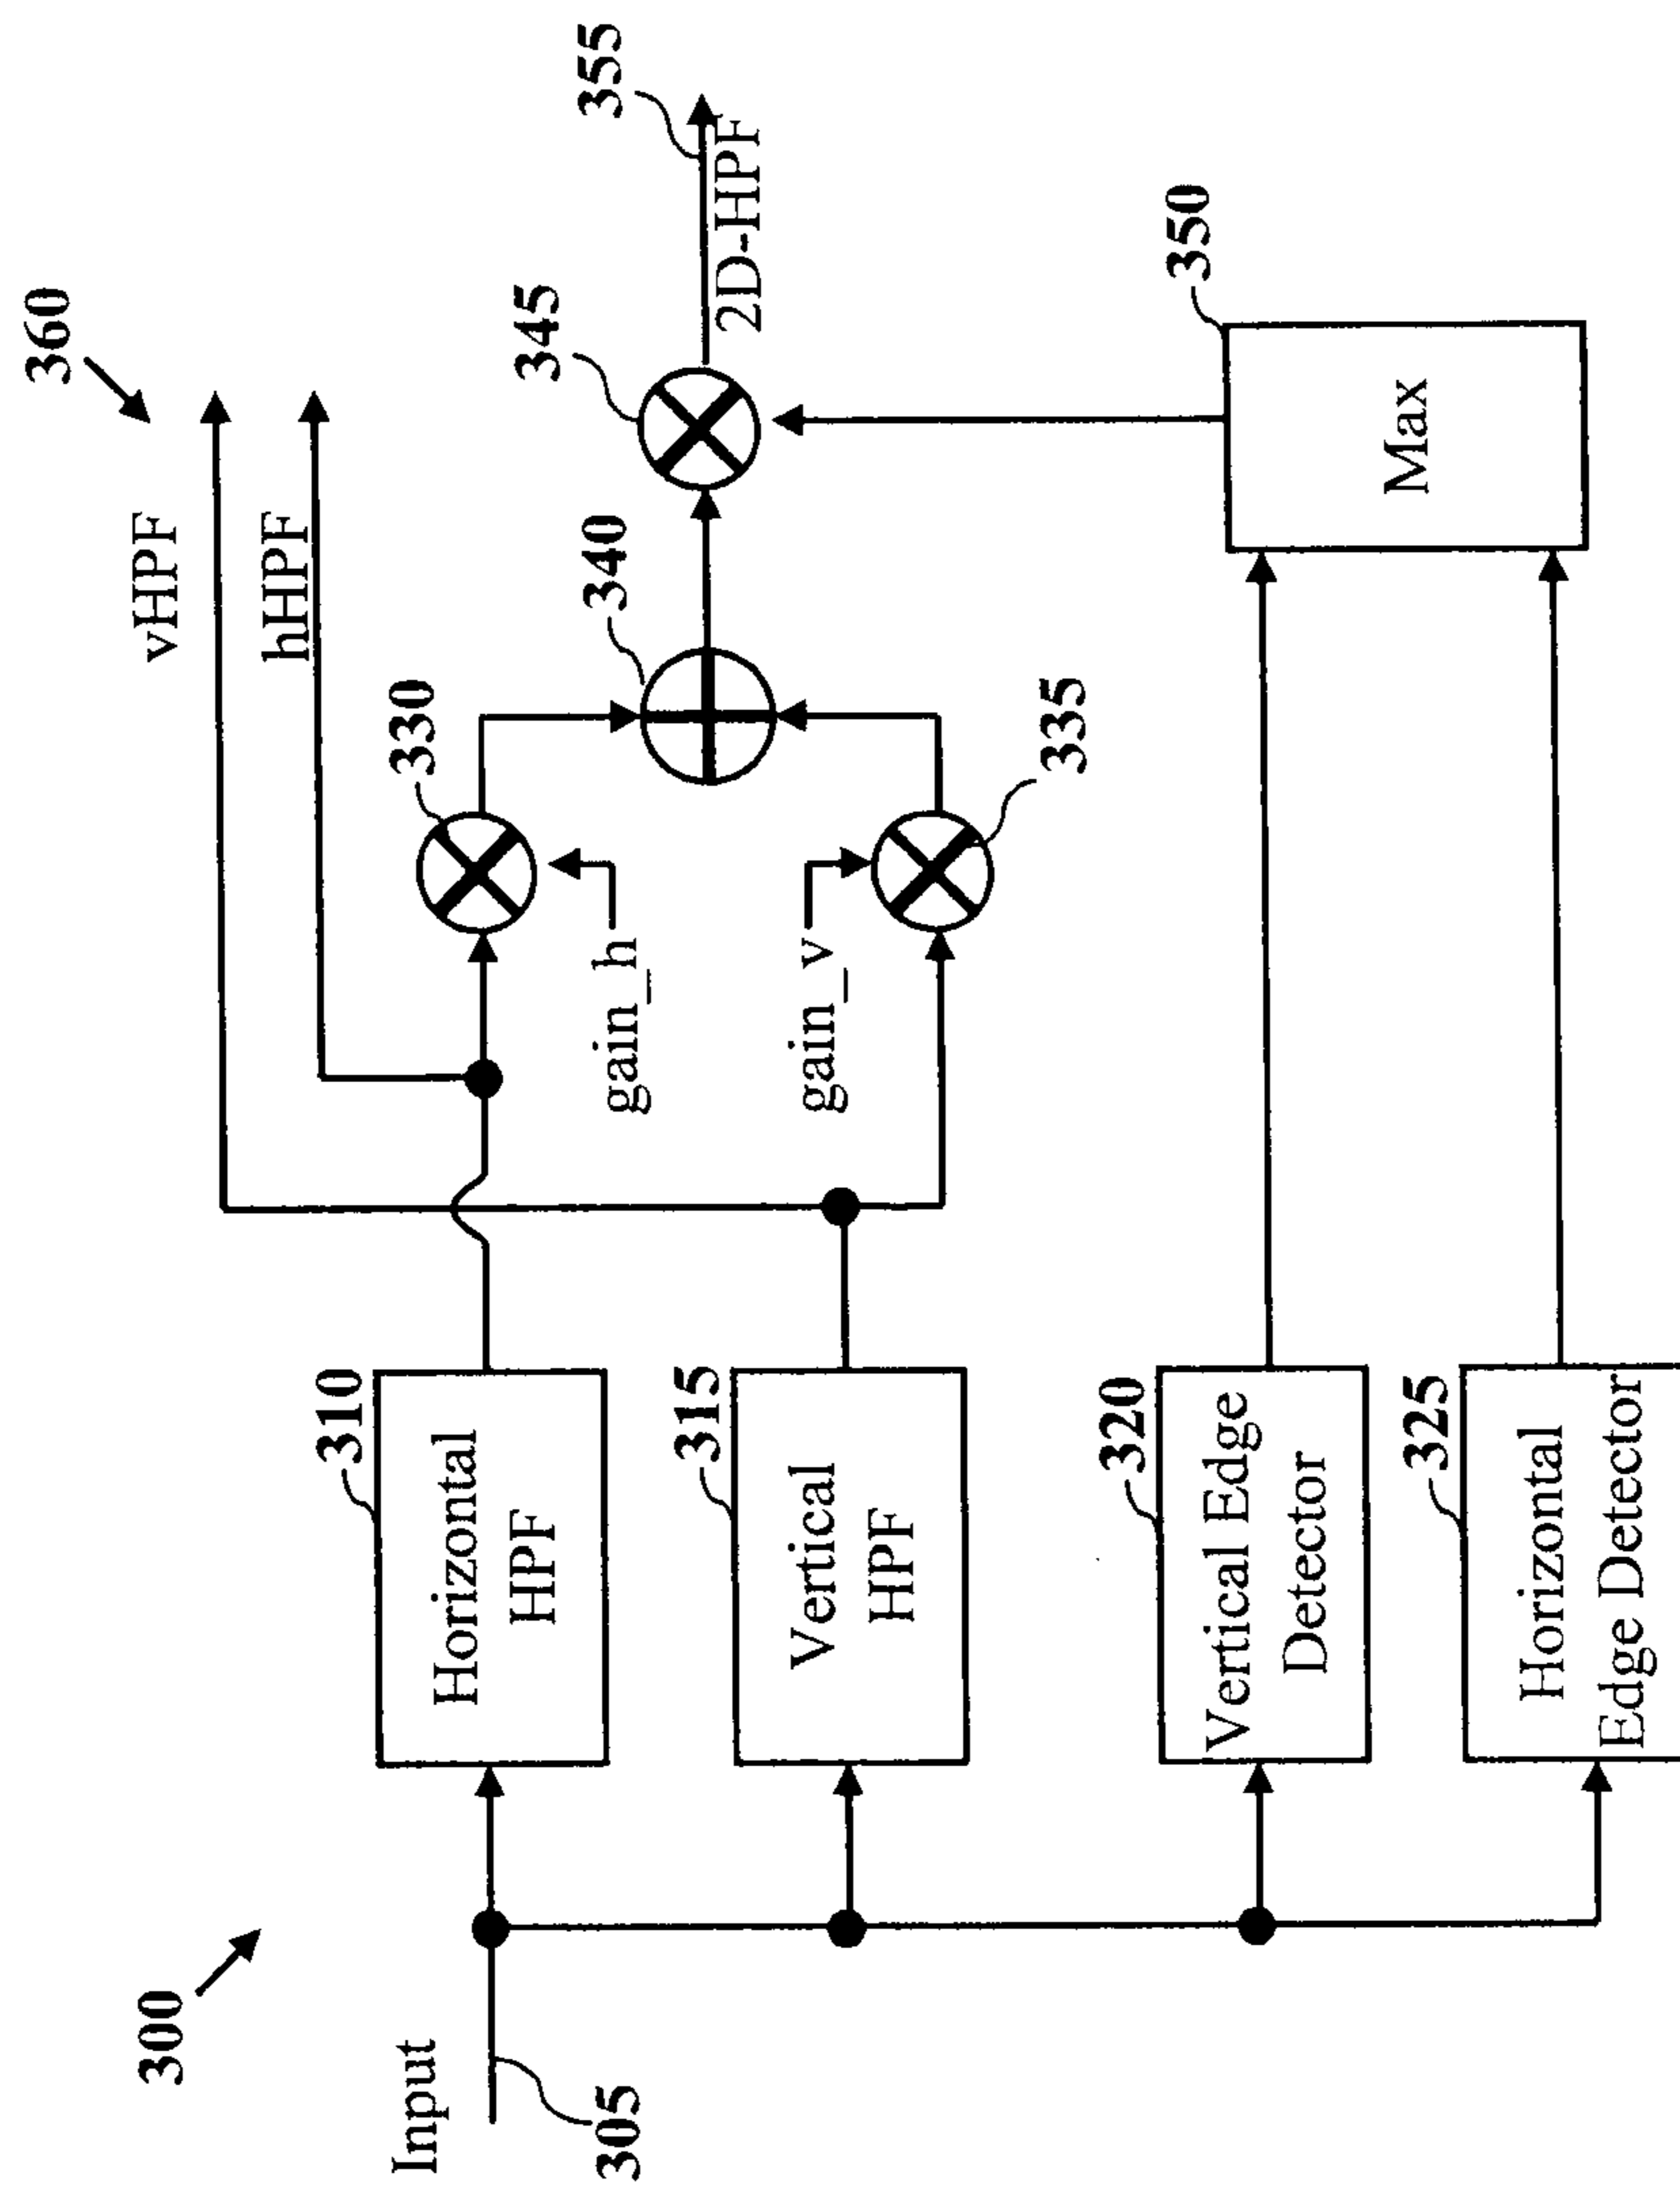 300
360
vHPF
hHPF
Input
305
310
Horizontal
HPF
330
gain_h
340
345
355
2D-HPF
315
Vertical
HPF
gain_v
335
320
Vertical Edge
Detector
350
Max
325
Horizontal
Edge Detector